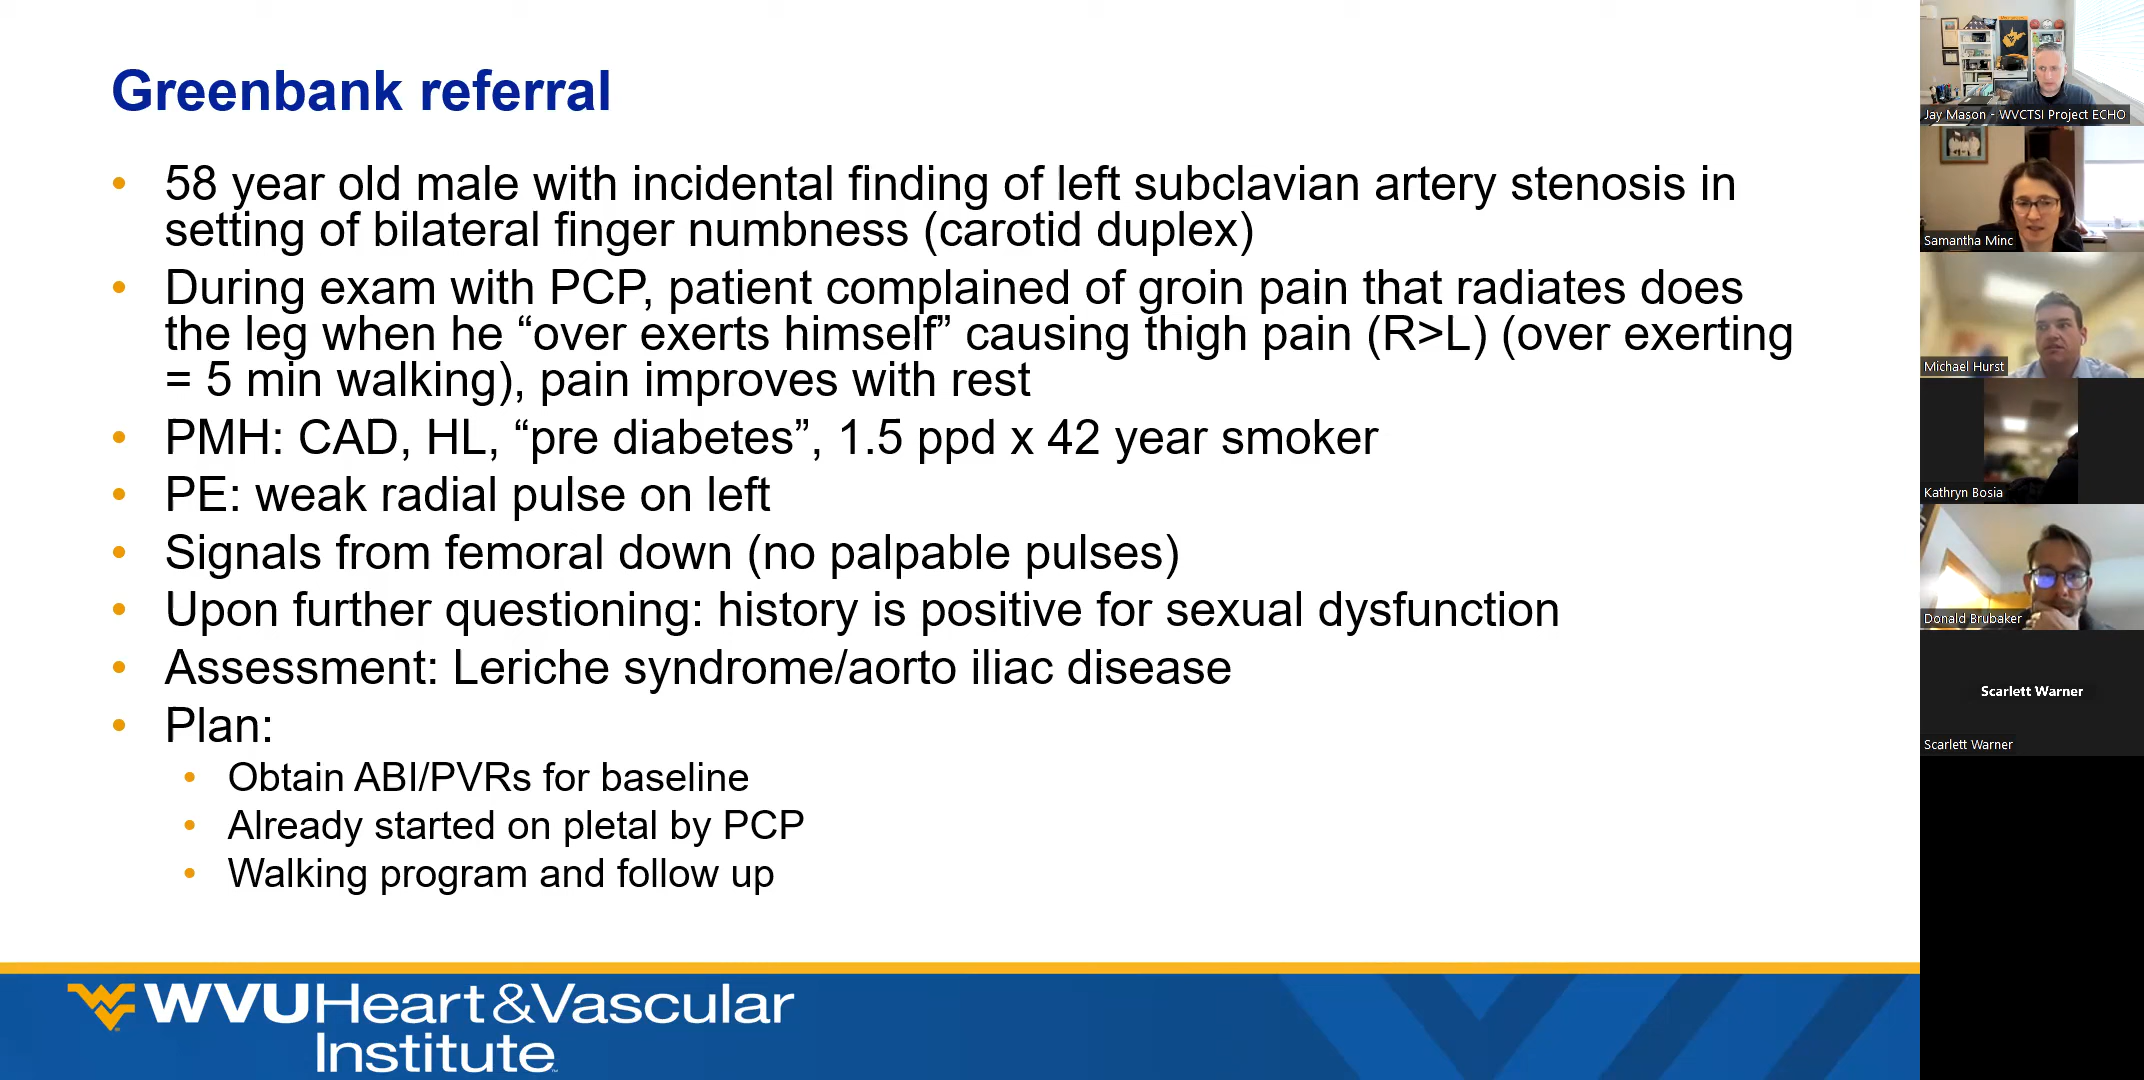 Greenbank referral
• 58 year old male with incidental finding of left subclavian artery stenosis in
setting of bilateral finger numbness (carotid duplex)
• During exam with PCP, patient complained of groin pain that radiates does
the leg when he “over exerts himself” causing thigh pain (R>L) (over exerting
= 5 min walking), pain improves with rest
• PMH: CAD, HL, “pre diabetes”, 1.5 ppd x 42 year smoker
• PE: weak radial pulse on left
• Signals from femoral down (no palpable pulses)
• Upon further questioning: history is positive for sexual dysfunction
• Assessment: Leriche syndrome/aorto iliac disease
• Plan:
• Obtain ABI/PVRs for baseline
• Already started on pletal by PCP
• Walking program and follow up
WVUHeart&Vascular
Institute
Jay Mason - WVCTSI Project ECHO
Samantha Minc
Michael Hurst
Kathryn Bosia
Donald Brubaker
Scarlett Warner
Scarlett Warner